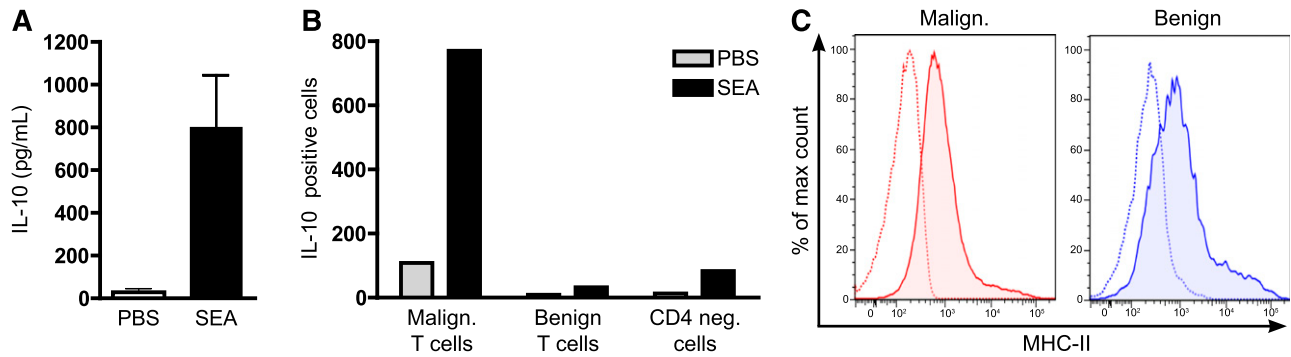 A
IL-10 (pg/mL)
1200
1000
800
600
400
200
0
PBS
SEA
B
IL-10 positive cells
800
600
400
200
0
PBS
SEA
Malign.
T cells
Benign
T cells
CD4 neg.
cells
C
Malign.
Benign
% of max count
100
80
60
40
20
0
0 10² 10³ 10⁴ 10⁵
100
80
60
40
20
0
0 10² 10³ 10⁴ 10⁵
MHC-II